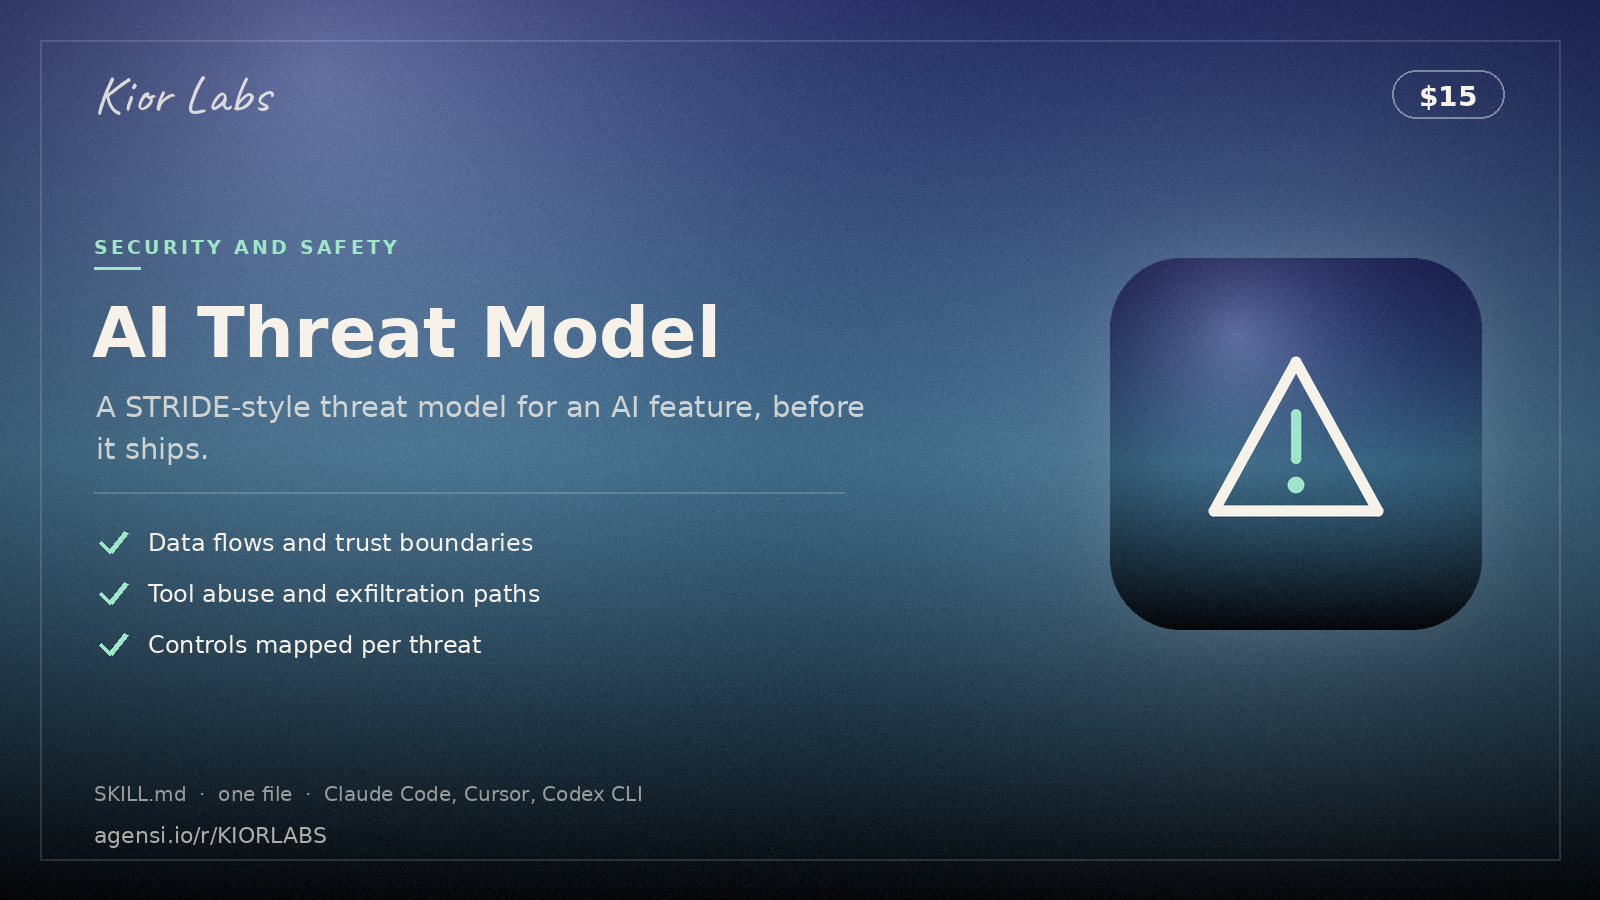 Kior Labs
$15
SECURITY AND SAFETY
AI Threat Model
A STRIDE-style threat model for an AI feature, before
it ships.
Data flows and trust boundaries
Tool abuse and exfiltration paths
Controls mapped per threat
SKILL.md · one file · Claude Code, Cursor, Codex CLI
agensi.io/r/KIORLABS